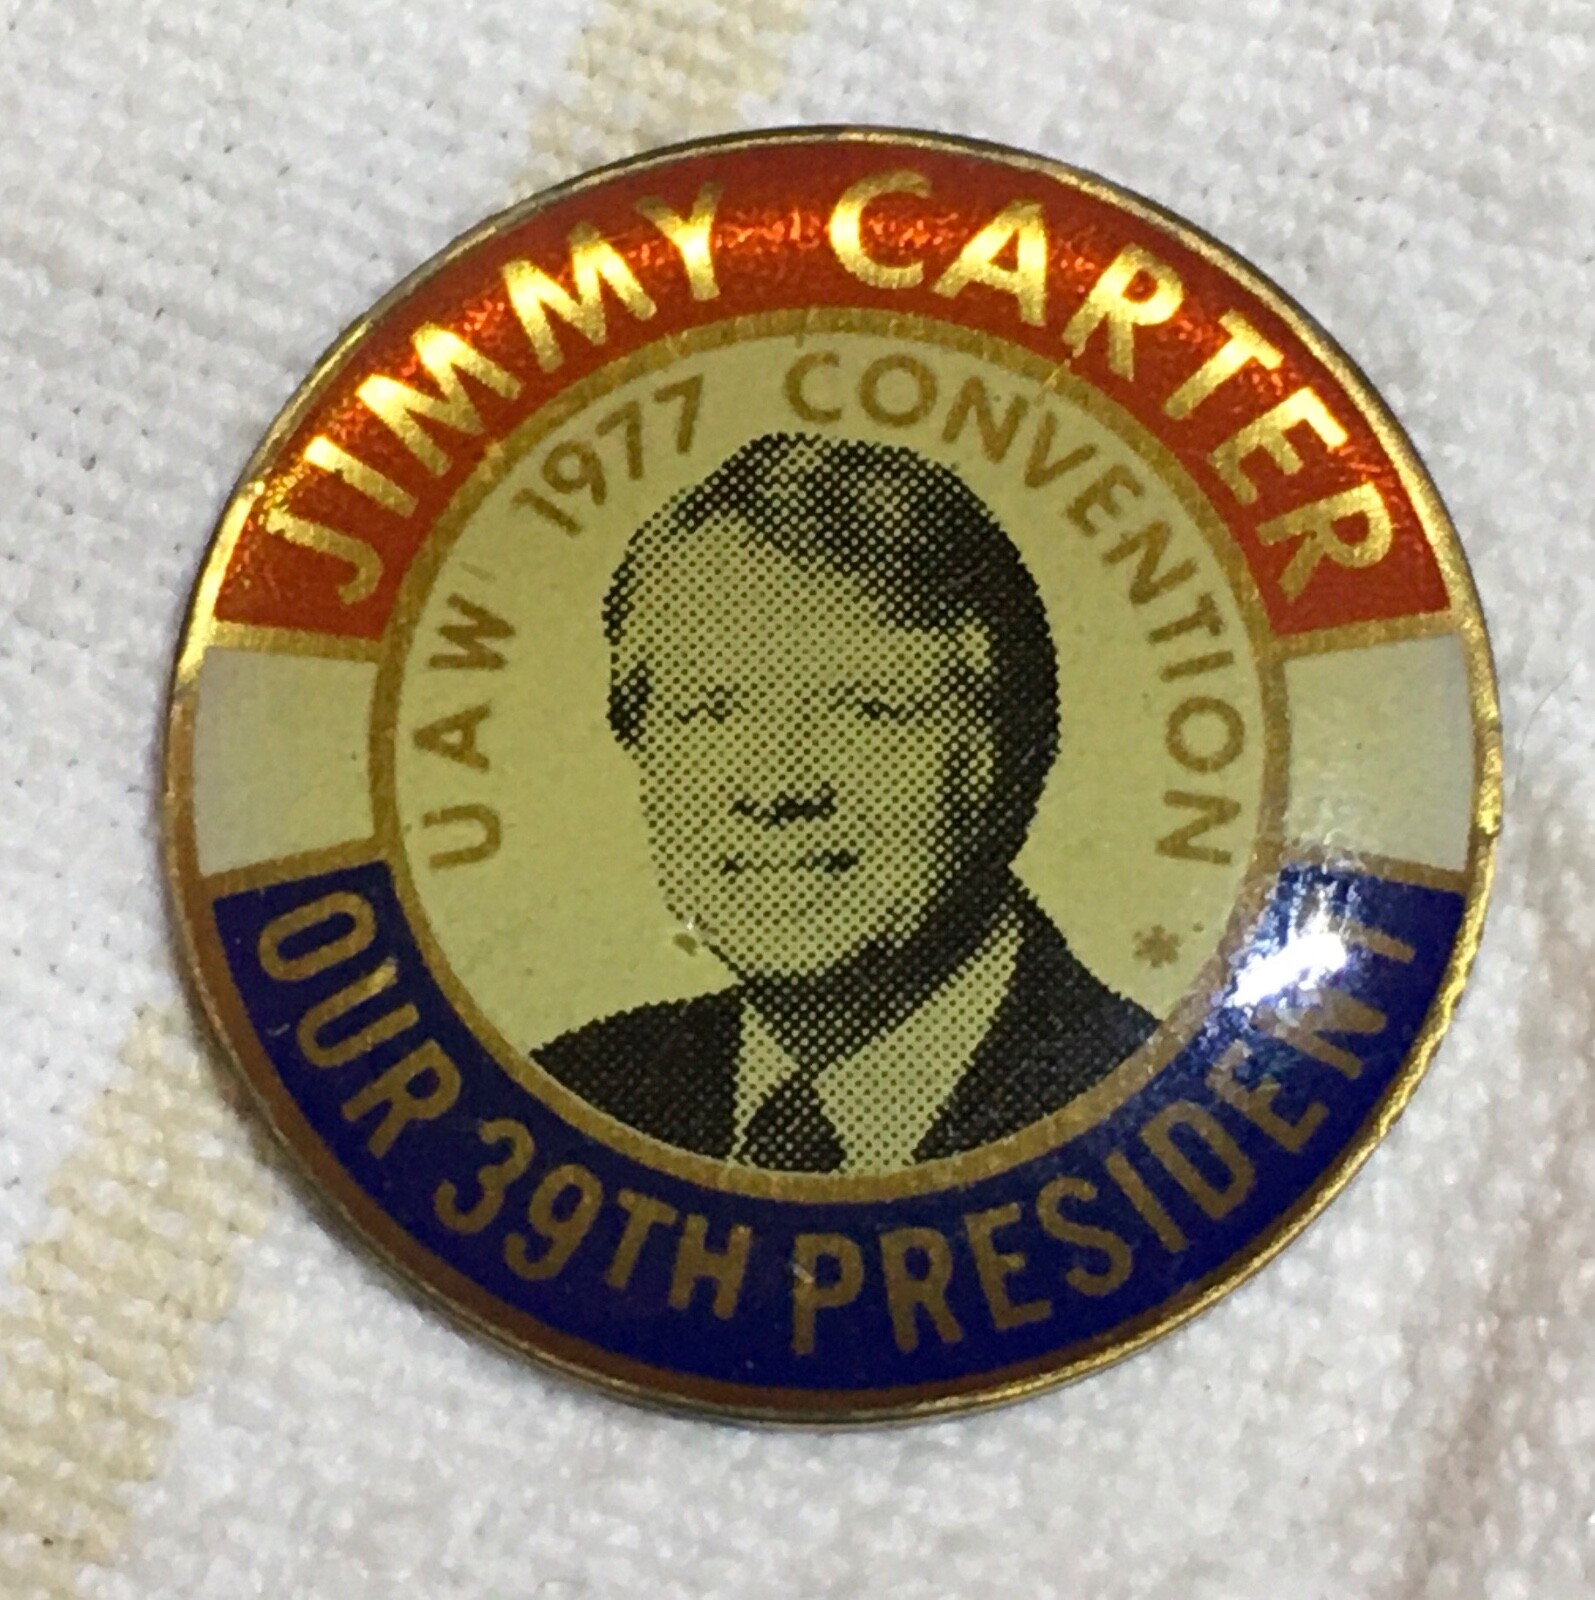 JIMMY CARTER
UAW 1977 CONVENTION *
OUR 39TH PRESIDENT